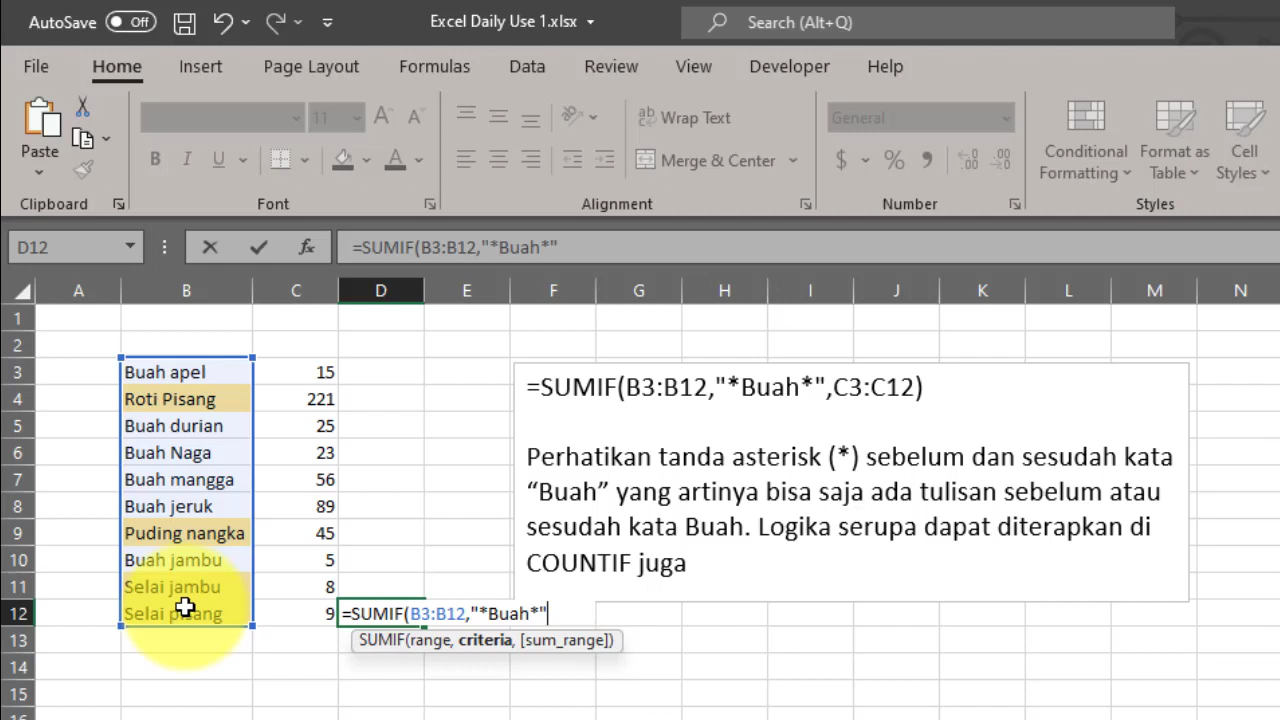 AutoSave Off Excel Daily Use 1.xlsx Search (Alt+Q)
File Home Insert Page Layout Formulas Data Review View Developer Help
Paste 11 Wrap Text General Conditional Formatting Format as Table Cell Styles
B I U A Merge & Center $ % 9
Clipboard Font Alignment Number Styles
D12 fx =SUMIF(B3:B12,"*Buah*"
A B C D E F G H I J K L M N
1
2
3 Buah apel 15
4 Roti Pisang 221
5 Buah durian 25
6 Buah Naga 23
7 Buah mangga 56
8 Buah jeruk 89
9 Puding nangka 45
10 Buah jambu 5
11 Selai jambu 8
12 Selai pisang 9 =SUMIF(B3:B12,"*Buah*"
SUMIF(range, criteria, [sum_range])
13
14
15
16
=SUMIF(B3:B12,"*Buah*",C3:C12)
Perhatikan tanda asterisk (*) sebelum dan sesudah kata
“Buah” yang artinya bisa saja ada tulisan sebelum atau
sesudah kata Buah. Logika serupa dapat diterapkan di
COUNTIF juga